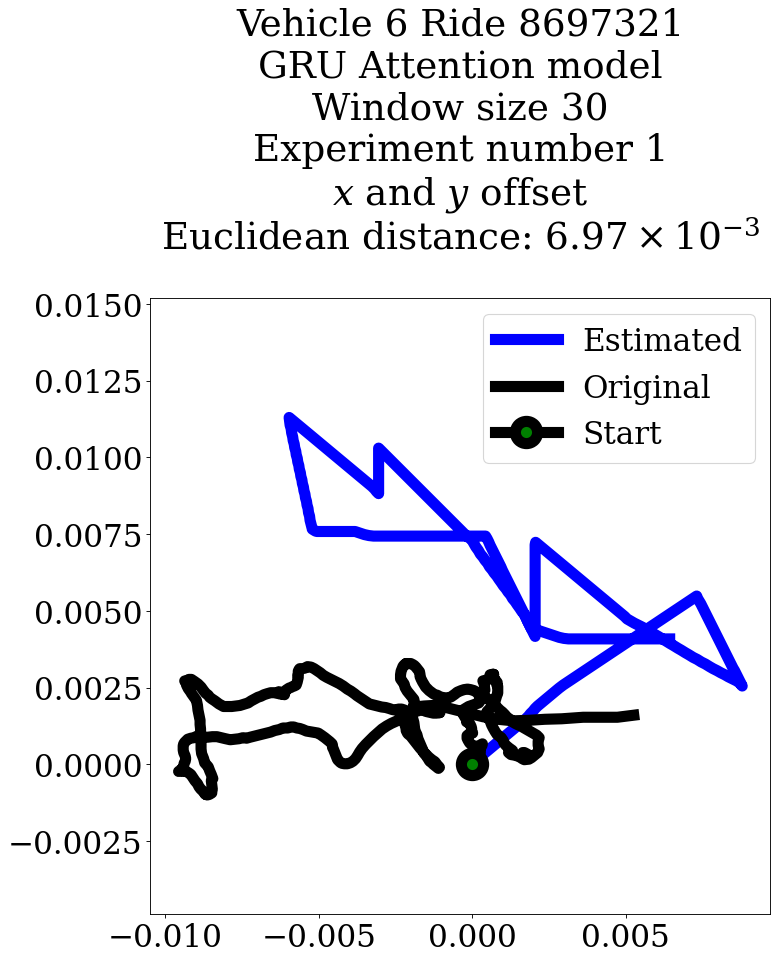 Vehicle 6 Ride 8697321
GRU Attention model
Window size 30
Experiment number 1
x and y offset
Euclidean distance: 6.97 × 10⁻³
0.0150
0.0125
0.0100
0.0075
0.0050
0.0025
0.0000
−0.0025
Estimated
Original
Start
−0.010 −0.005 0.000 0.005